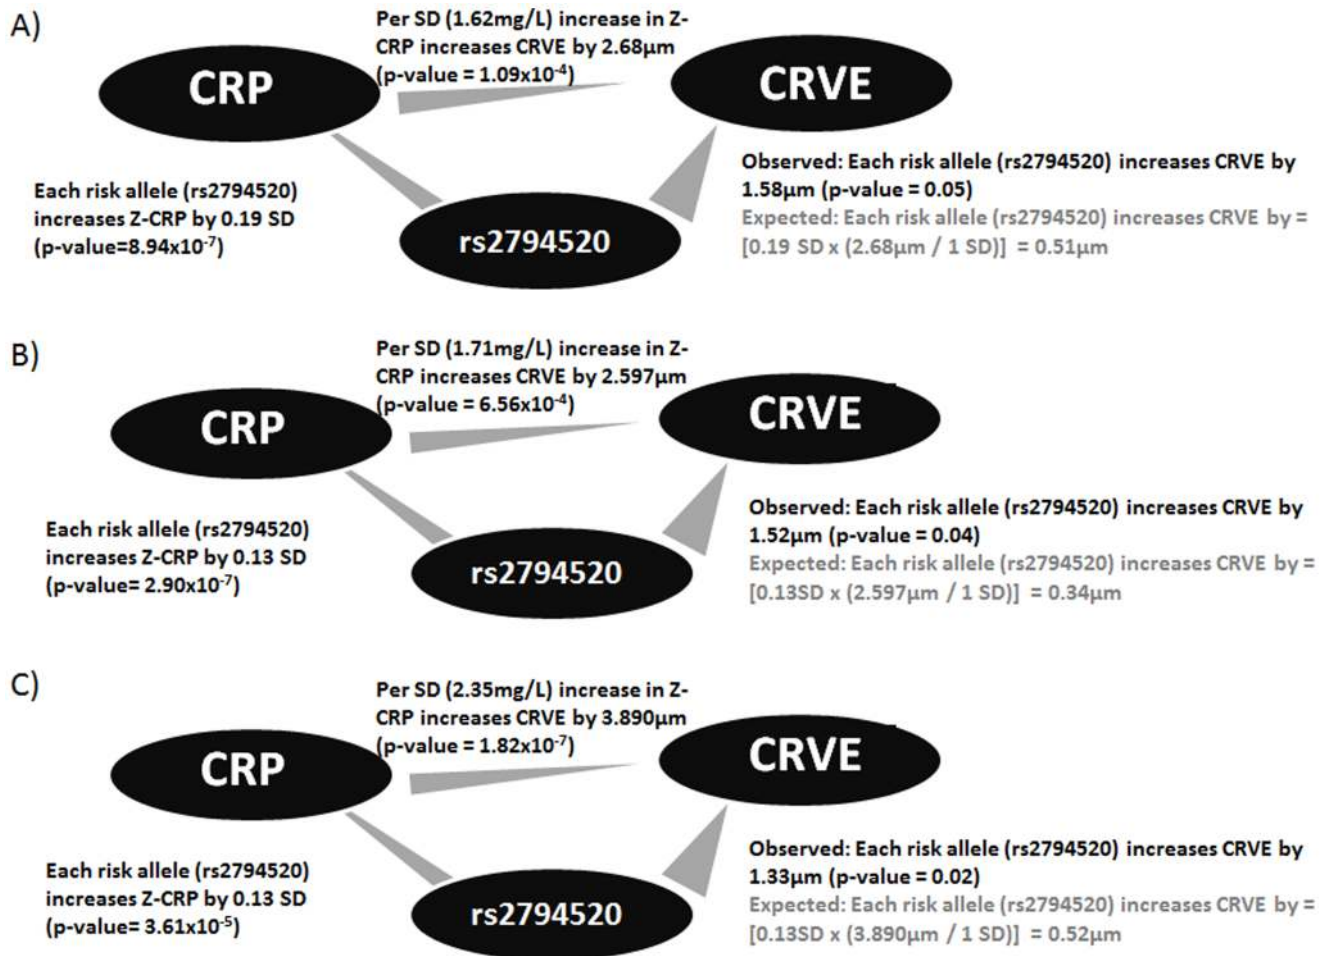 A)
Per SD (1.62mg/L) increase in Z-
CRP increases CRVE by 2.68µm
(p-value = 1.09x10⁻⁴)
CRP
CRVE
Each risk allele (rs2794520)
increases Z-CRP by 0.19 SD
(p-value=8.94x10⁻⁷)
rs2794520
Observed: Each risk allele (rs2794520) increases CRVE by
1.58µm (p-value = 0.05)
Expected: Each risk allele (rs2794520) increases CRVE by =
[0.19 SD x (2.68µm / 1 SD)] = 0.51µm
B)
Per SD (1.71mg/L) increase in Z-
CRP increases CRVE by 2.597µm
(p-value = 6.56x10⁻⁴)
CRP
CRVE
Each risk allele (rs2794520)
increases Z-CRP by 0.13 SD
(p-value= 2.90x10⁻⁷)
rs2794520
Observed: Each risk allele (rs2794520) increases CRVE by
1.52µm (p-value = 0.04)
Expected: Each risk allele (rs2794520) increases CRVE by =
[0.13SD x (2.597µm / 1 SD)] = 0.34µm
C)
Per SD (2.35mg/L) increase in Z-
CRP increases CRVE by 3.890µm
(p-value = 1.82x10⁻⁷)
CRP
CRVE
Each risk allele (rs2794520)
increases Z-CRP by 0.13 SD
(p-value= 3.61x10⁻⁵)
rs2794520
Observed: Each risk allele (rs2794520) increases CRVE by
1.33µm (p-value = 0.02)
Expected: Each risk allele (rs2794520) increases CRVE by =
[0.13SD x (3.890µm / 1 SD)] = 0.52µm